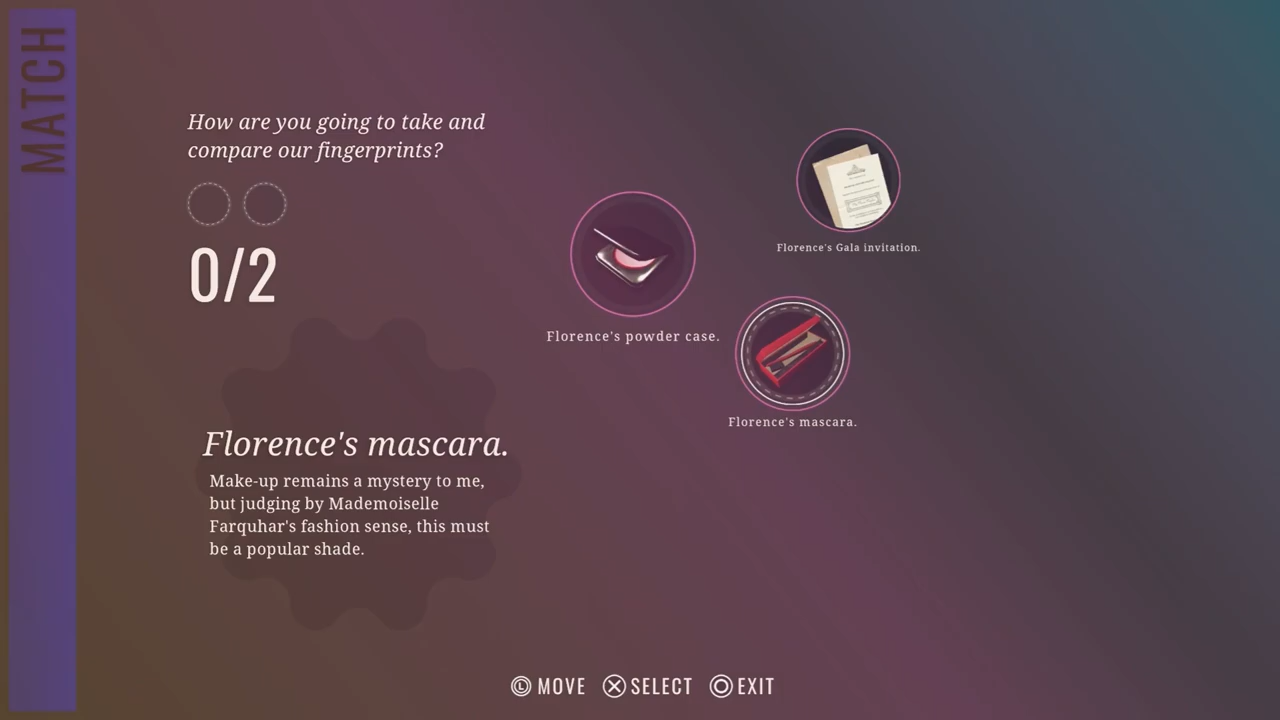 MATCH
How are you going to take and
compare our fingerprints?
0/2
Florence's Gala invitation.
Florence's powder case.
Florence's mascara.
Florence's mascara.
Make-up remains a mystery to me,
but judging by Mademoiselle
Farquhar's fashion sense, this must
be a popular shade.
L MOVE SELECT EXIT